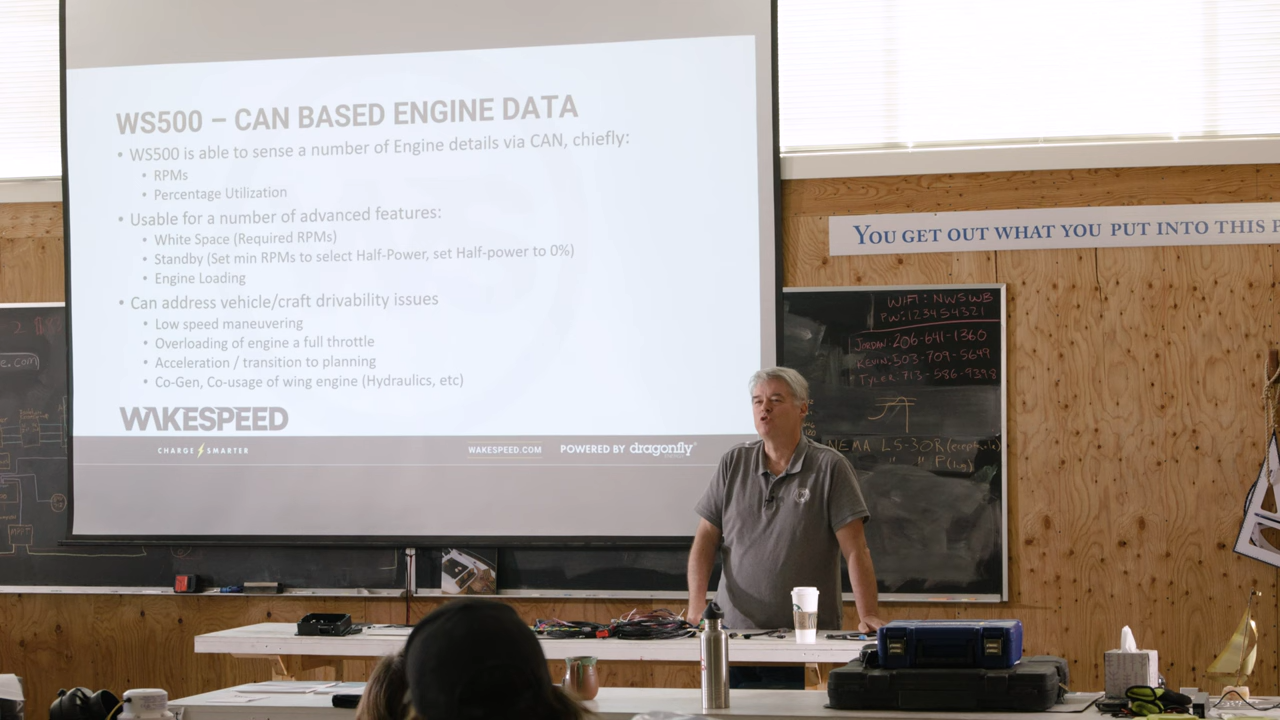 WS500 – CAN BASED ENGINE DATA
• WS500 is able to sense a number of Engine details via CAN, chiefly:
• RPMs
• Percentage Utilization
• Usable for a number of advanced features:
• White Space (Required RPMs)
• Standby (Set min RPMs to select Half-Power, set Half-power to 0%)
• Engine Loading
• Can address vehicle/craft drivability issues
• Low speed maneuvering
• Overloading of engine a full throttle
• Acceleration / transition to planning
• Co-Gen, Co-usage of wing engine (Hydraulics, etc)
WAKESPEED
CHARGE SMARTER
WAKESPEED.COM
POWERED BY dragonfly
YOU GET OUT WHAT YOU PUT INTO THIS
WIFI: NWSWB
PW: 123454321
JORDAN: 206-641-1360
KEVIN: 503-709-5649
TYLER: 713-586-9398
NEMA L5-30R
" " P
e.com